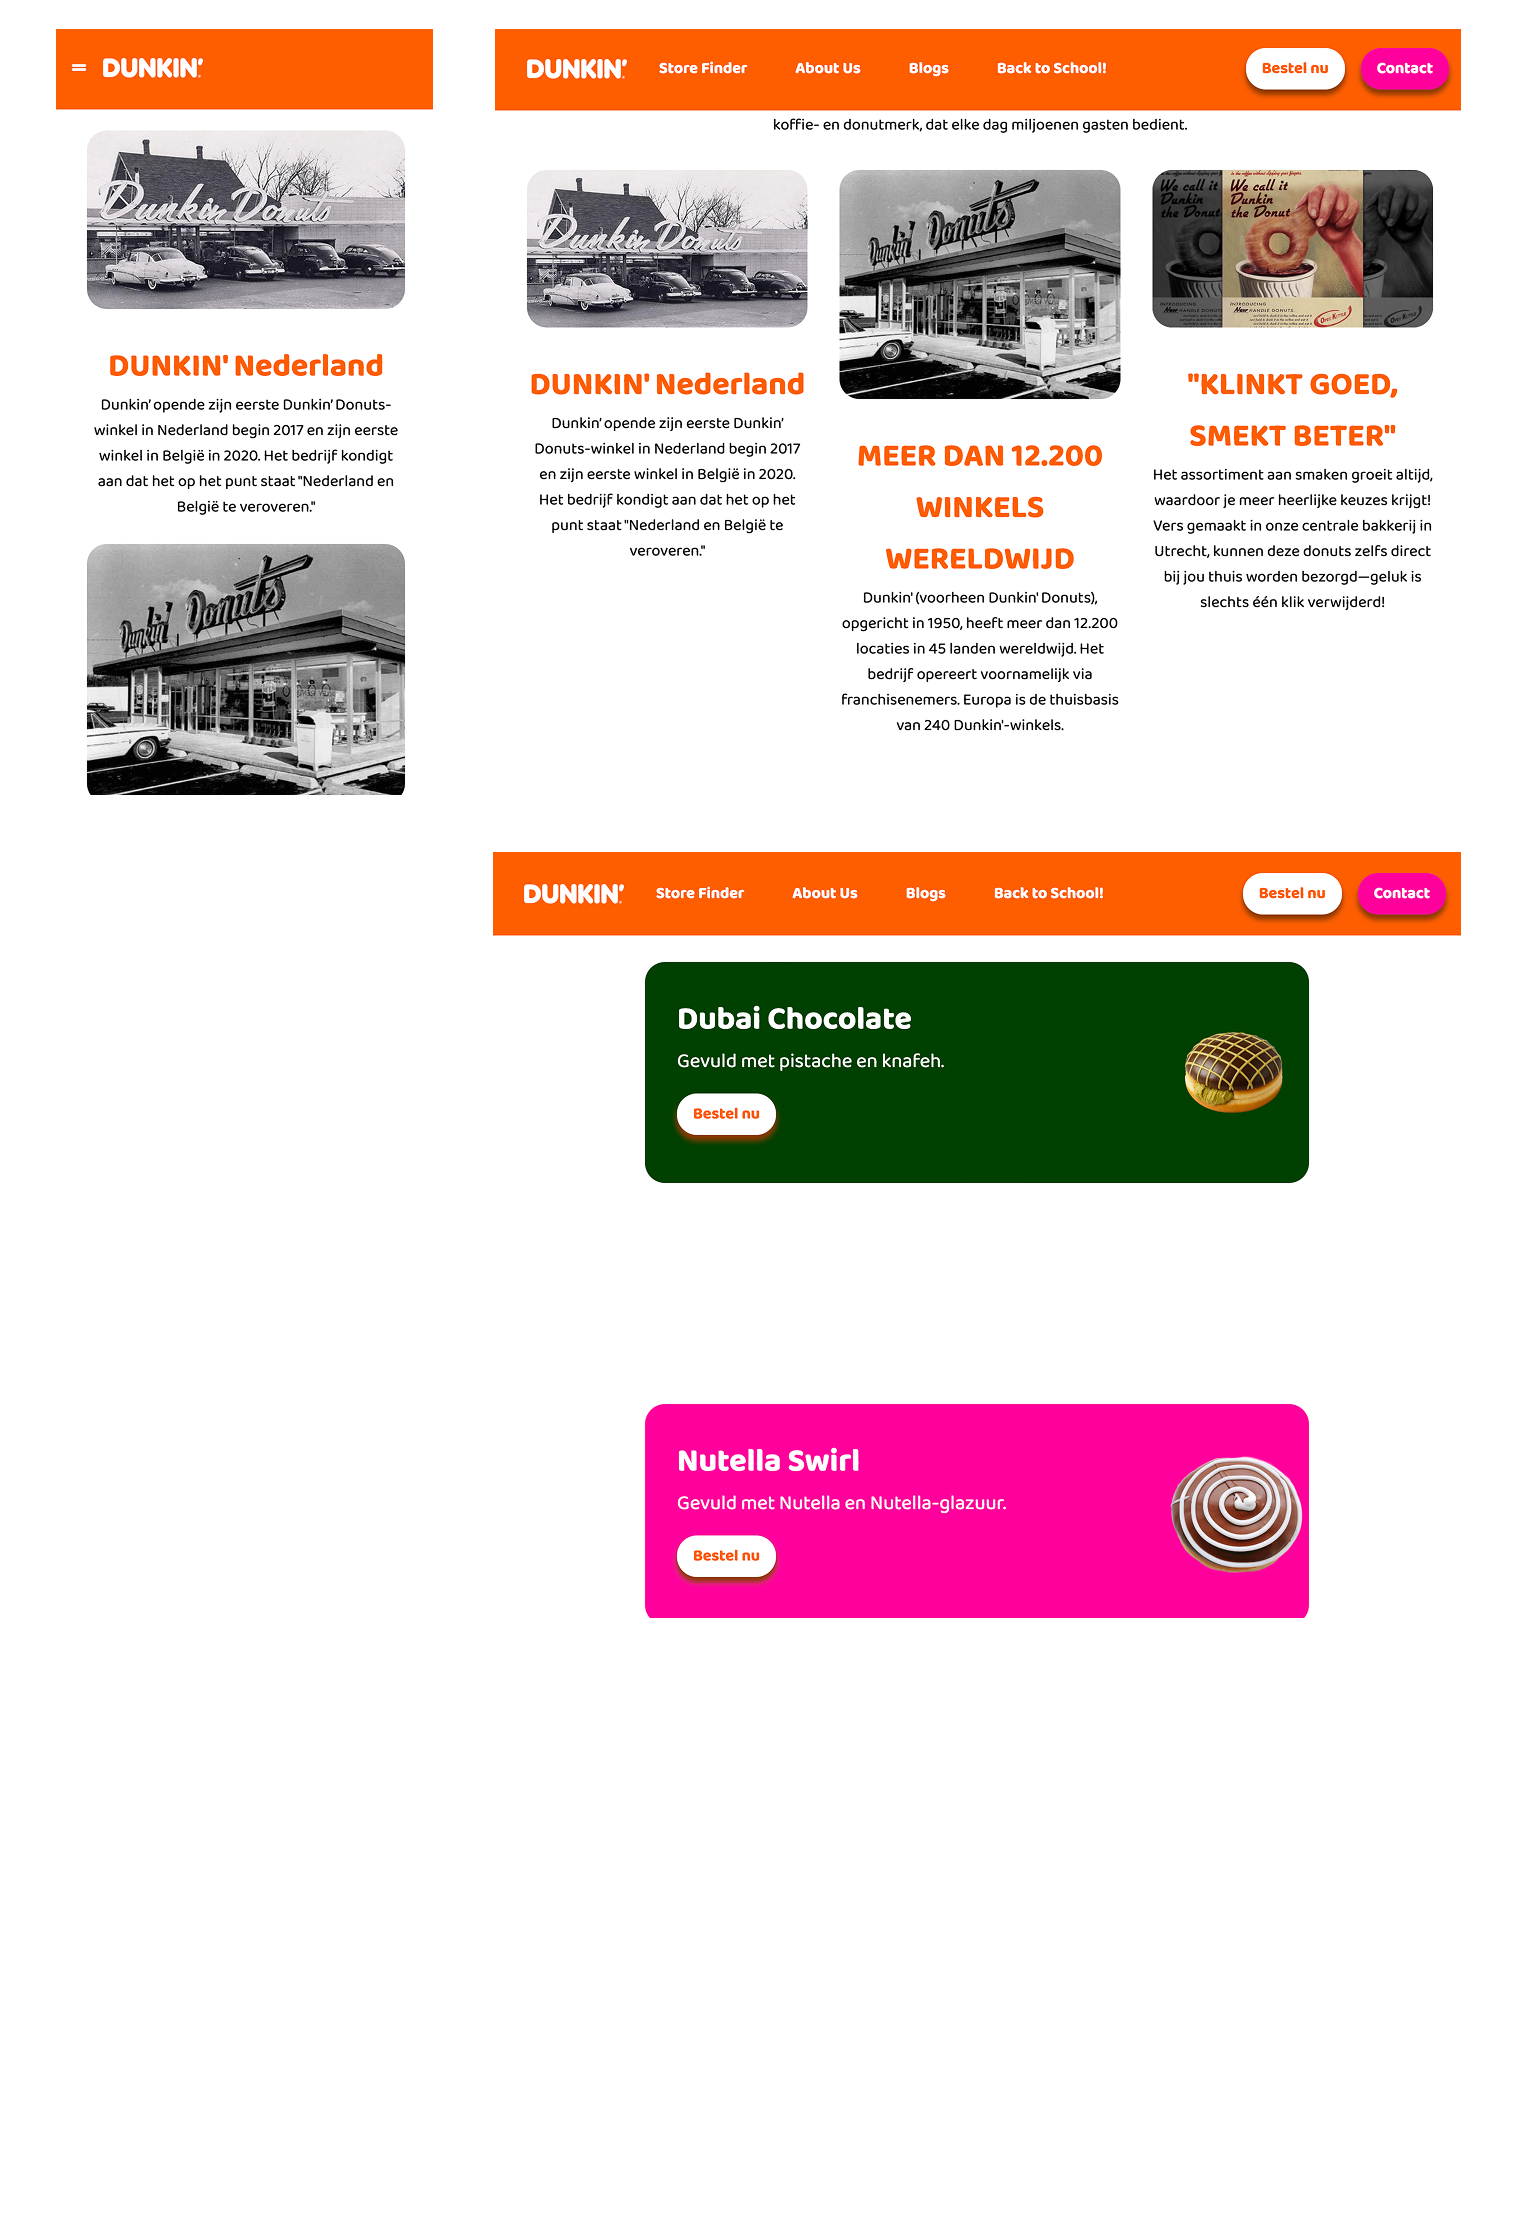 DUNKIN'
Dunkin Donuts
DUNKIN' Nederland
Dunkin' opende zijn eerste Dunkin' Donuts-
winkel in Nederland begin 2017 en zijn eerste
winkel in België in 2020. Het bedrijf kondigt
aan dat het op het punt staat "Nederland en
België te veroveren."
Dunkin' Donuts
DUNKIN'
Store Finder
About Us
Blogs
Back to School!
Bestel nu
Contact
koffie- en donutmerk, dat elke dag miljoenen gasten bedient.
Dunkin Donuts
DUNKIN' Nederland
Dunkin' opende zijn eerste Dunkin'
Donuts-winkel in Nederland begin 2017
en zijn eerste winkel in België in 2020.
Het bedrijf kondigt aan dat het op het
punt staat "Nederland en België te
veroveren."
Dunkin' Donuts
MEER DAN 12.200
WINKELS
WERELDWIJD
Dunkin' (voorheen Dunkin' Donuts),
opgericht in 1950, heeft meer dan 12.200
locaties in 45 landen wereldwijd. Het
bedrijf opereert voornamelijk via
franchisenemers. Europa is de thuisbasis
van 240 Dunkin'-winkels.
We call it
Dunkin
the Donut
We call it
Dunkin
the Donut
INTRODUCING
New HANDLE DONUTS
INTRODUCING
New HANDLE DONUTS.
"KLINKT GOED,
SMEKT BETER"
Het assortiment aan smaken groeit altijd,
waardoor je meer heerlijke keuzes krijgt!
Vers gemaakt in onze centrale bakkerij in
Utrecht, kunnen deze donuts zelfs direct
bij jou thuis worden bezorgd—geluk is
slechts één klik verwijderd!
DUNKIN'
Store Finder
About Us
Blogs
Back to School!
Bestel nu
Contact
Dubai Chocolate
Gevuld met pistache en knafeh.
Bestel nu
Nutella Swirl
Gevuld met Nutella en Nutella-glazuur.
Bestel nu